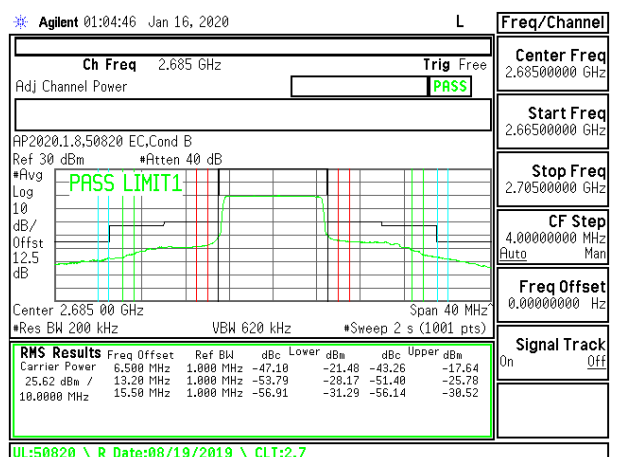 Agilent 01:04:46 Jan 16, 2020 L Freq/Channel
Ch Freq 2.685 GHz Trig Free
Adj Channel Power PASS
Center Freq
2.68500000 GHz
Start Freq
2.66500000 GHz
Stop Freq
2.70500000 GHz
CF Step
4.00000000 MHz
Auto Man
Freq Offset
0.00000000 Hz
Signal Track
On Off
AP2020.1.8,50820 EC,Cond B
Ref 30 dBm #Atten 40 dB
#Avg
Log
10
dB/
Offst
12.5
dB
PASS LIMIT1
Center 2.685 00 GHz Span 40 MHz^
#Res BW 200 kHz VBW 620 kHz #Sweep 2 s (1001 pts)
RMS Results Freq Offset Ref BW dBc Lower dBm dBc Upper dBm
Carrier Power 6.500 MHz 1.000 MHz -47.10 -21.48 -43.26 -17.64
25.62 dBm / 13.20 MHz 1.000 MHz -53.79 -28.17 -51.40 -25.78
10.0000 MHz 15.50 MHz 1.000 MHz -56.91 -31.29 -56.14 -30.52
UL:50820 \ R Date:08/19/2019 \ CLT:2.7